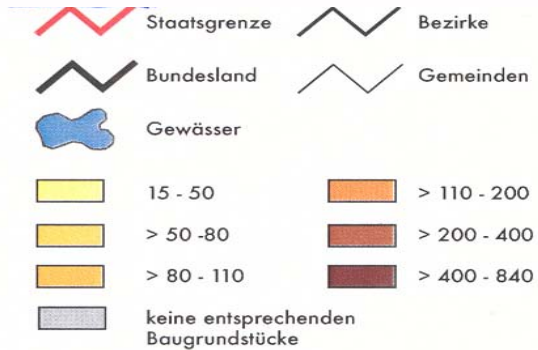 Staatsgrenze
Bezirke
Bundesland
Gemeinden
Gewässer
15 - 50
> 110 - 200
> 50 -80
> 200 - 400
> 80 - 110
> 400 - 840
keine entsprechenden
Baugrundstücke